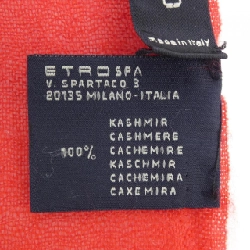 Made in Italy
ETRO SPA
V. SPARTACO 3
20135 MILANO-ITALIA
KASHMIR
CASHMERE
100% CACHEMIRE
KASCHMIR
CACHEMIRA
CAXEMIRA